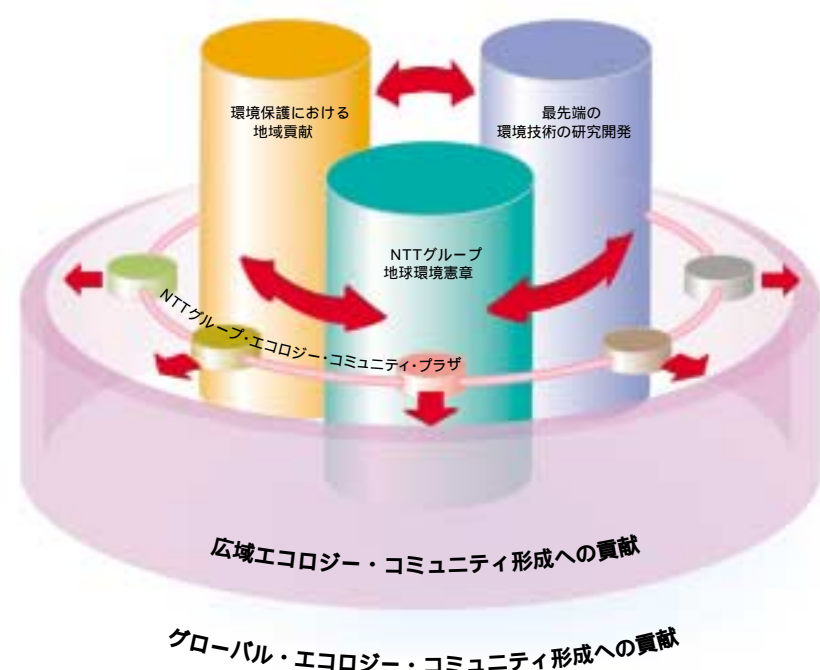 環境保護における
地域貢献
最先端の
環境技術の研究開発
NTTグループ
地球環境憲章
NTTグループ・エコロジー・コミュニティ・プラザ
広域エコロジー・コミュニティ形成への貢献
グローバル・エコロジー・コミュニティ形成への貢献